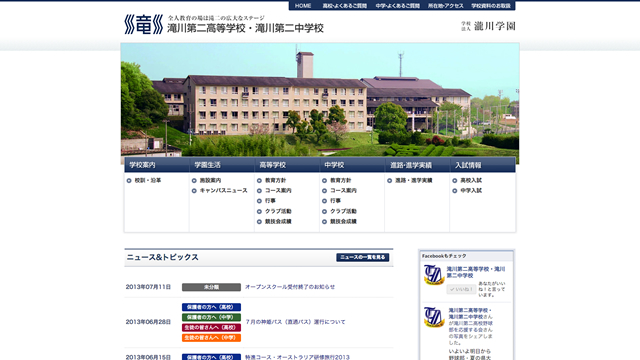 HOME 高校-よくあるご質問 中学-よくあるご質問 所在地・アクセス 学校資料のお取扱
全人教育の場は滝二の広大なステージ
滝川第二高等学校・滝川第二中学校
学校法人 瀧川学園
学校案内 学園生活 高等学校 中学校 進路・進学実績 入試情報
校訓・沿革 施設案内 教育方針 教育方針 進路・進学実績 高校入試
キャンパスニュース コース案内 コース案内 中学入試
行事 行事
クラブ活動 クラブ活動
競技会成績 競技会成績
ニュース&トピックス ニュースの一覧を見る
2013年07月11日 未分類 オープンスクール受付終了のお知らせ
保護者の方へ(高校)
保護者の方へ(中学)
2013年06月28日 7月の神姫バス(直通バス)運行について
生徒の皆さんへ(高校)
生徒の皆さんへ(中学)
2013年06月15日 保護者の方へ(高校) 特進コース・オーストラリア研修旅行2013
Facebookもチェック
滝川第二高等学校・滝川
第二中学校
いいね!
あなたがいい
ね!と言って
います。
滝川第二高等学校・
滝川第二中学校さん
が滝川第二高校野球
部を応援する会さん
の写真をシェアしまし
た。
いよいよ明日から
野球部・夏の県大